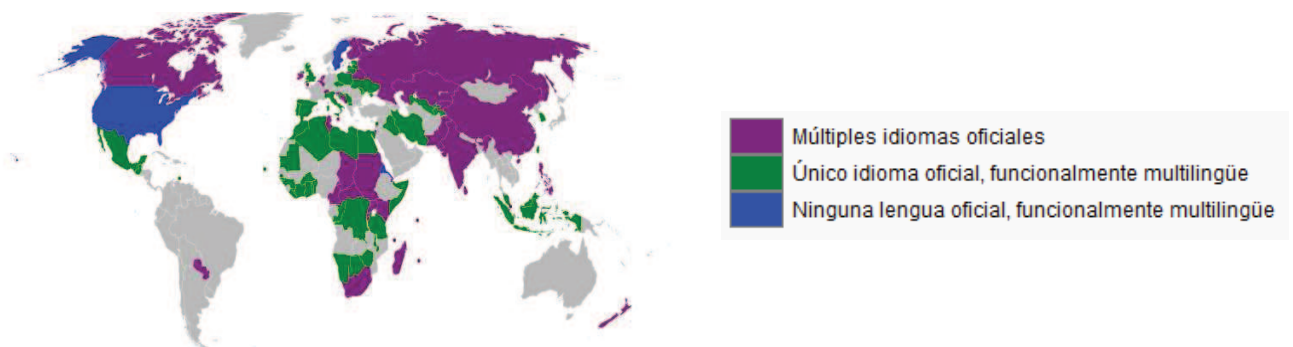 Múltiples idiomas oficiales
Único idioma oficial, funcionalmente multilingüe
Ninguna lengua oficial, funcionalmente multilingüe